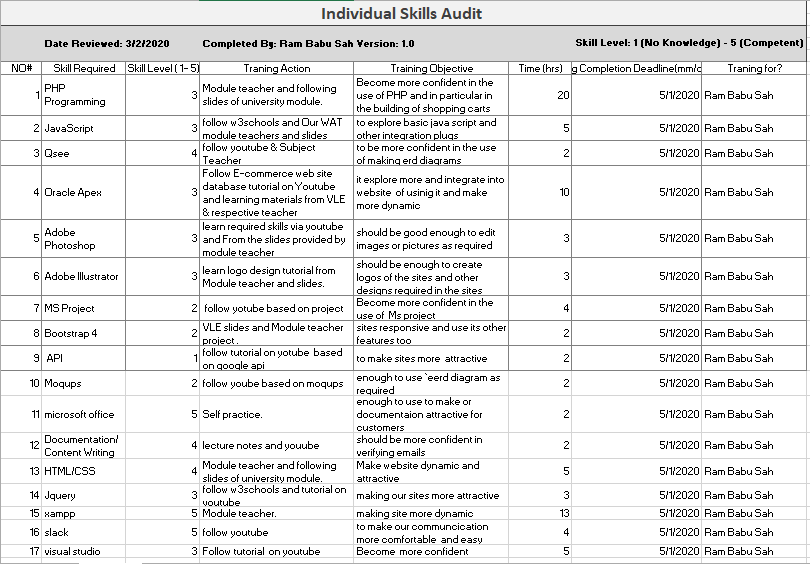 Individual Skills Audit
Date Reviewed: 3/2/2020 Completed By: Ram Babu Sah Version: 1.0 Skill Level: 1 (No Knowledge) - 5 (Competent)
NO# Skill Required Skill Level ( 1- 5) Traning Action Training Objective Time (hrs) g Completion Deadline(mm/d Traning for?
1 PHP Programming 3 Module teacher and following slides of university module. Become more confident in the use of PHP and in particular in the building of shopping carts 20 5/1/2020 Ram Babu Sah
2 JavaScript 3 follow w3schools and Our WAT module teachers and slides to explore basic java script and other integration plugs 5 5/1/2020 Ram Babu Sah
3 Qsee 4 follow youtube & Subject Teacher to be more confident in the use of making erd diagrams 2 5/1/2020 Ram Babu Sah
4 Oracle Apex 3 Follow E-commerce web site database tutorial on Youtube and learning materials from VLE & respective teacher it explore more and integrate into website of usinig it and make more dynamic 10 5/1/2020 Ram Babu Sah
5 Adobe Photoshop 3 learn required skills via youtube and From the slides provided by module teacher should be good enough to edit images or pictures as required 3 5/1/2020 Ram Babu Sah
6 Adobe Illustrator 3 learn logo design tutorial from Module teacher and slides. should be enough to create logos of the sites and other designs required in the sites 3 5/1/2020 Ram Babu Sah
7 MS Project 2 follow yotube based on project Become more confident in the use of Ms project 4 5/1/2020 Ram Babu Sah
8 Bootstrap 4 2 VLE slides and Module teacher project . sites responsive and use its other features too 2 5/1/2020 Ram Babu Sah
9 API 1 follow tutorial on yotube based on google api to make sites more attractive 2 5/1/2020 Ram Babu Sah
10 Moqups 2 follow yoube based on moqups enough to use `eerd diagram as required 2 5/1/2020 Ram Babu Sah
11 microsoft office 5 Self practice. enough to use to make or documentaion attractive for customers 2 5/1/2020 Ram Babu Sah
12 Documentation/ Content Writing 4 lecture notes and youube should be more confident in verifying emails 2 5/1/2020 Ram Babu Sah
13 HTML/CSS 4 Module teacher and following slides of university module. Make website dynamic and attractive 5 5/1/2020 Ram Babu Sah
14 Jquery 3 follow w3schools and tutorial on youtube making our sites more attractive 3 5/1/2020 Ram Babu Sah
15 xampp 5 Module teacher. making site more dynamic 13 5/1/2020 Ram Babu Sah
16 slack 5 follow youtube to make our communcication more comfortable and easy 4 5/1/2020 Ram Babu Sah
17 visual studio 3 Follow tutorial on youtube Become more confident 5 5/1/2020 Ram Babu Sah